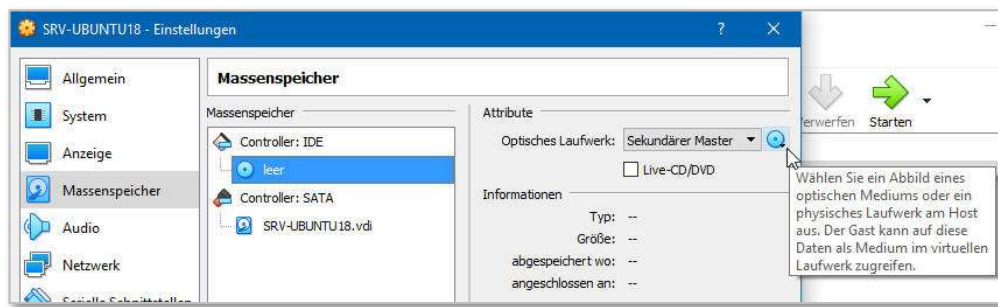 SRV-UBUNTU18 - Einstellungen ? ×
Allgemein
System
Anzeige
Massenspeicher
Audio
Netzwerk
Serielle Schnittstellen
Massenspeicher
Massenspeicher
Controller: IDE
leer
Controller: SATA
SRV-UBUNTU18.vdi
Attribute
Optisches Laufwerk: Sekundärer Master
Live-CD/DVD
Informationen
Typ: --
Größe: --
abgespeichert wo: --
angeschlossen an: --
erwerfen Starten
Wählen Sie ein Abbild eines
optischen Mediums oder ein
physisches Laufwerk am Host
aus. Der Gast kann auf diese
Daten als Medium im virtuellen
Laufwerk zugreifen.